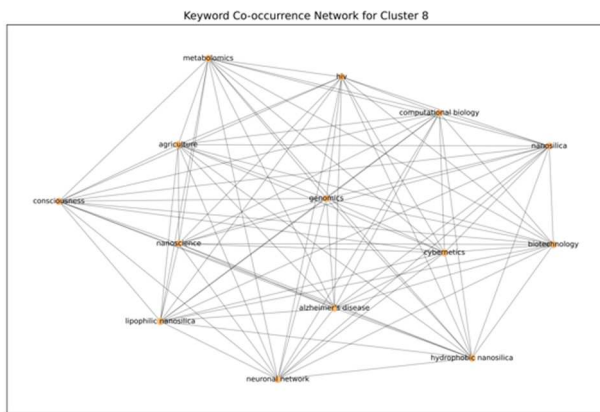 Keyword Co-occurrence Network for Cluster 8
metabolomics
hiv
computational biology
agriculture
nanosilica
genomics
consciousness
nanoscience
biotechnology
cybernetics
alzheimer's disease
lipophilic nanosilica
hydrophobic nanosilica
neuronal network